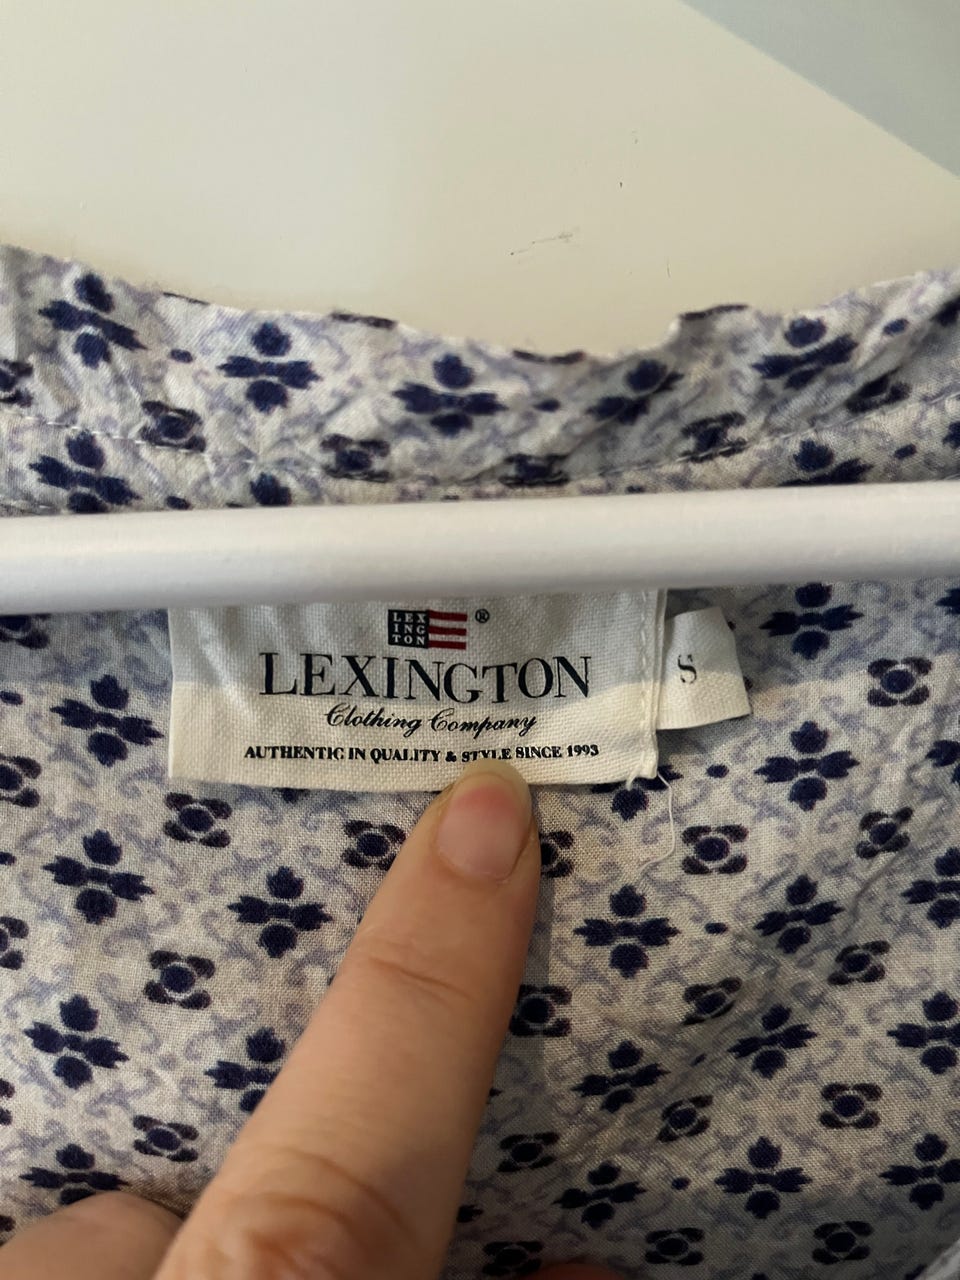 LEX
ING
TON
®
LEXINGTON
Clothing Company
AUTHENTIC IN QUALITY & STYLE SINCE 1993
S